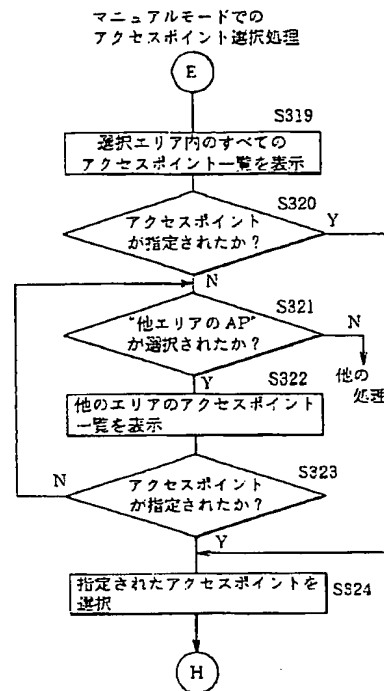 マニュアルモードでの
アクセスポイント選択処理
E
S319
選択エリア内のすべての
アクセスポイント一覧を表示
S320
アクセスポイント
が指定されたか?
Y
N
S321
"他エリアのAP"
が選択されたか?
N
Y
他の
処理
S322
他のエリアのアクセスポイント
一覧を表示
S323
アクセスポイント
が指定されたか?
N
Y
指定されたアクセスポイントを
選択
S324
H